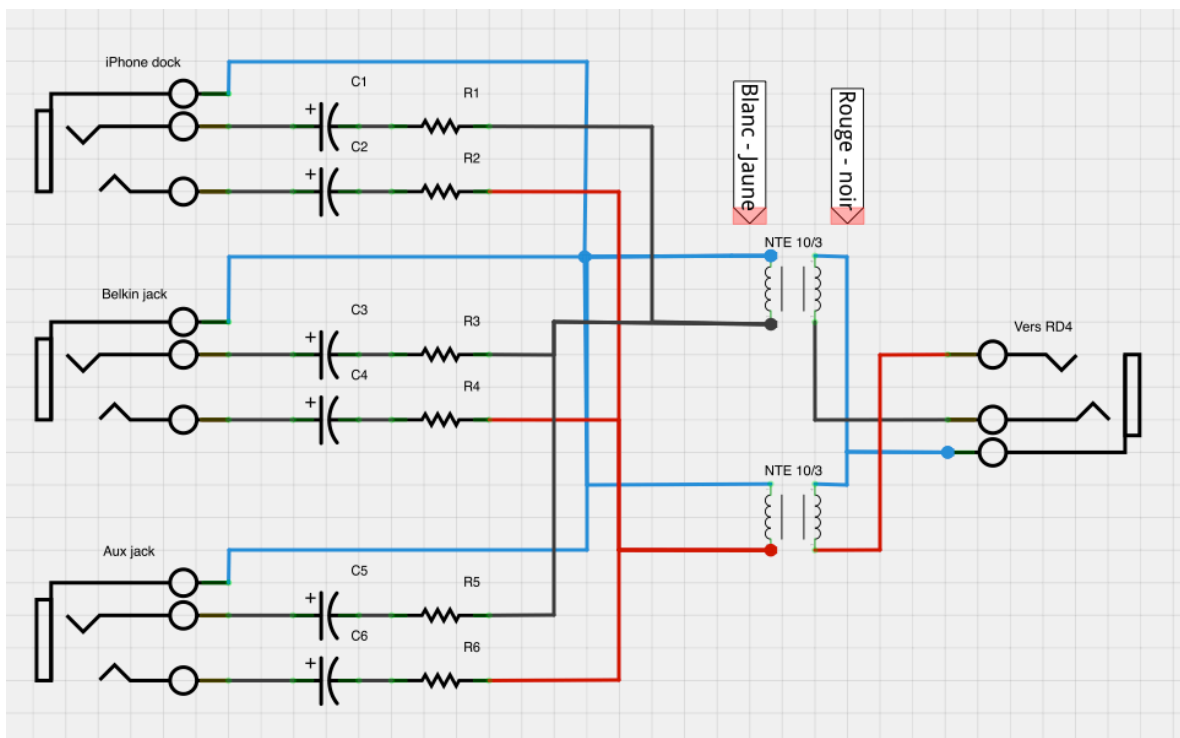 iPhone dock
C1
R1
C2
R2
Blanc - Jaune
Rouge - noir
NTE 10/3
Belkin jack
C3
R3
C4
R4
Vers RD4
NTE 10/3
Aux jack
C5
R5
C6
R6
+
+
+
+
+
+